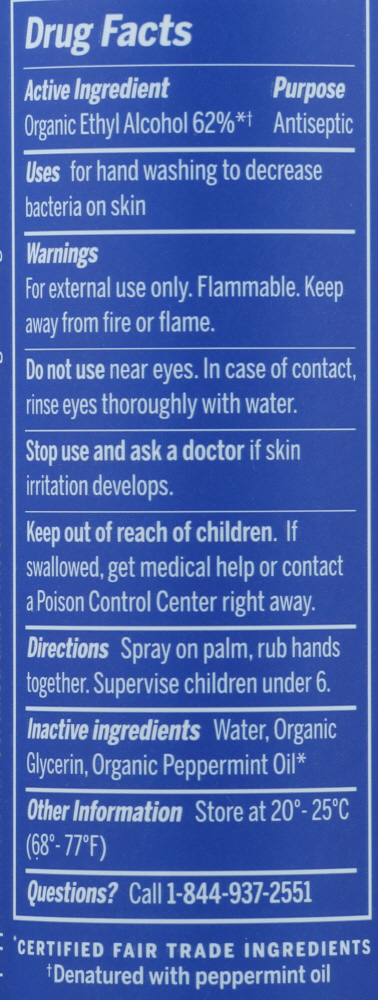 Drug Facts
Active Ingredient Purpose
Organic Ethyl Alcohol 62%*† Antiseptic
Uses for hand washing to decrease
bacteria on skin
Warnings
For external use only. Flammable. Keep
away from fire or flame.
Do not use near eyes. In case of contact,
rinse eyes thoroughly with water.
Stop use and ask a doctor if skin
irritation develops.
Keep out of reach of children. If
swallowed, get medical help or contact
a Poison Control Center right away.
Directions Spray on palm, rub hands
together. Supervise children under 6.
Inactive ingredients Water, Organic
Glycerin, Organic Peppermint Oil*
Other Information Store at 20°- 25°C
(68°- 77°F)
Questions? Call 1-844-937-2551
*CERTIFIED FAIR TRADE INGREDIENTS
†Denatured with peppermint oil